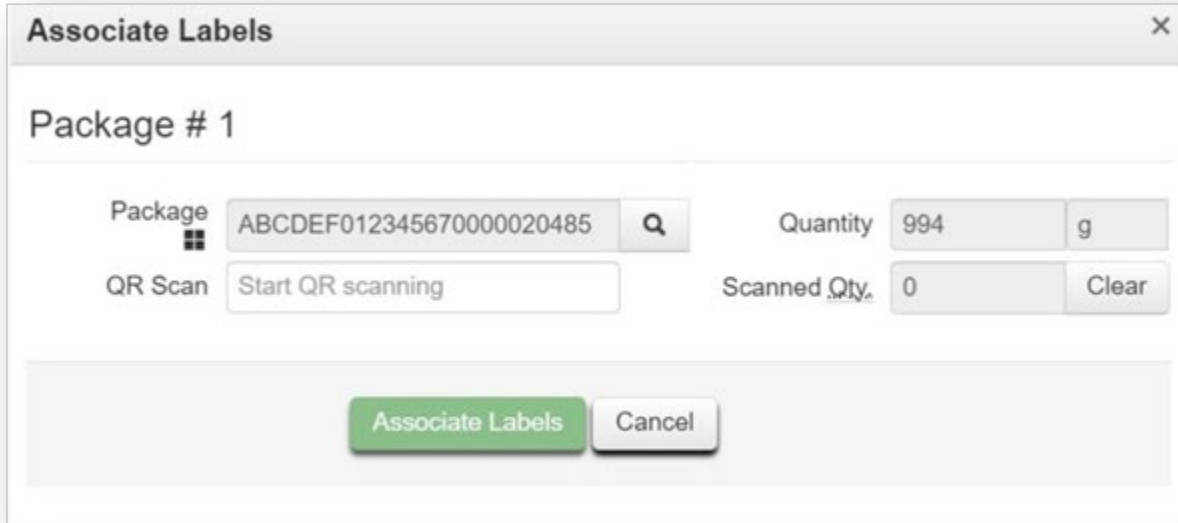 Associate Labels ×
Package # 1
Package ABCDEF012345670000020485 Quantity 994 g
QR Scan Start QR scanning Scanned Qty. 0 Clear
Associate Labels Cancel